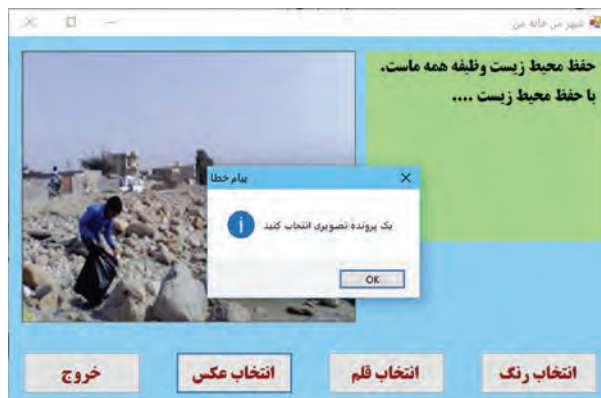 شهر من خانه من
حفظ محیط زیست وظیفه همه ماست.
با حفظ محیط زیست ....
پیام خطا
یک پرونده تصویری انتخاب کنید
OK
انتخاب رنگ
انتخاب قلم
انتخاب عکس
خروج